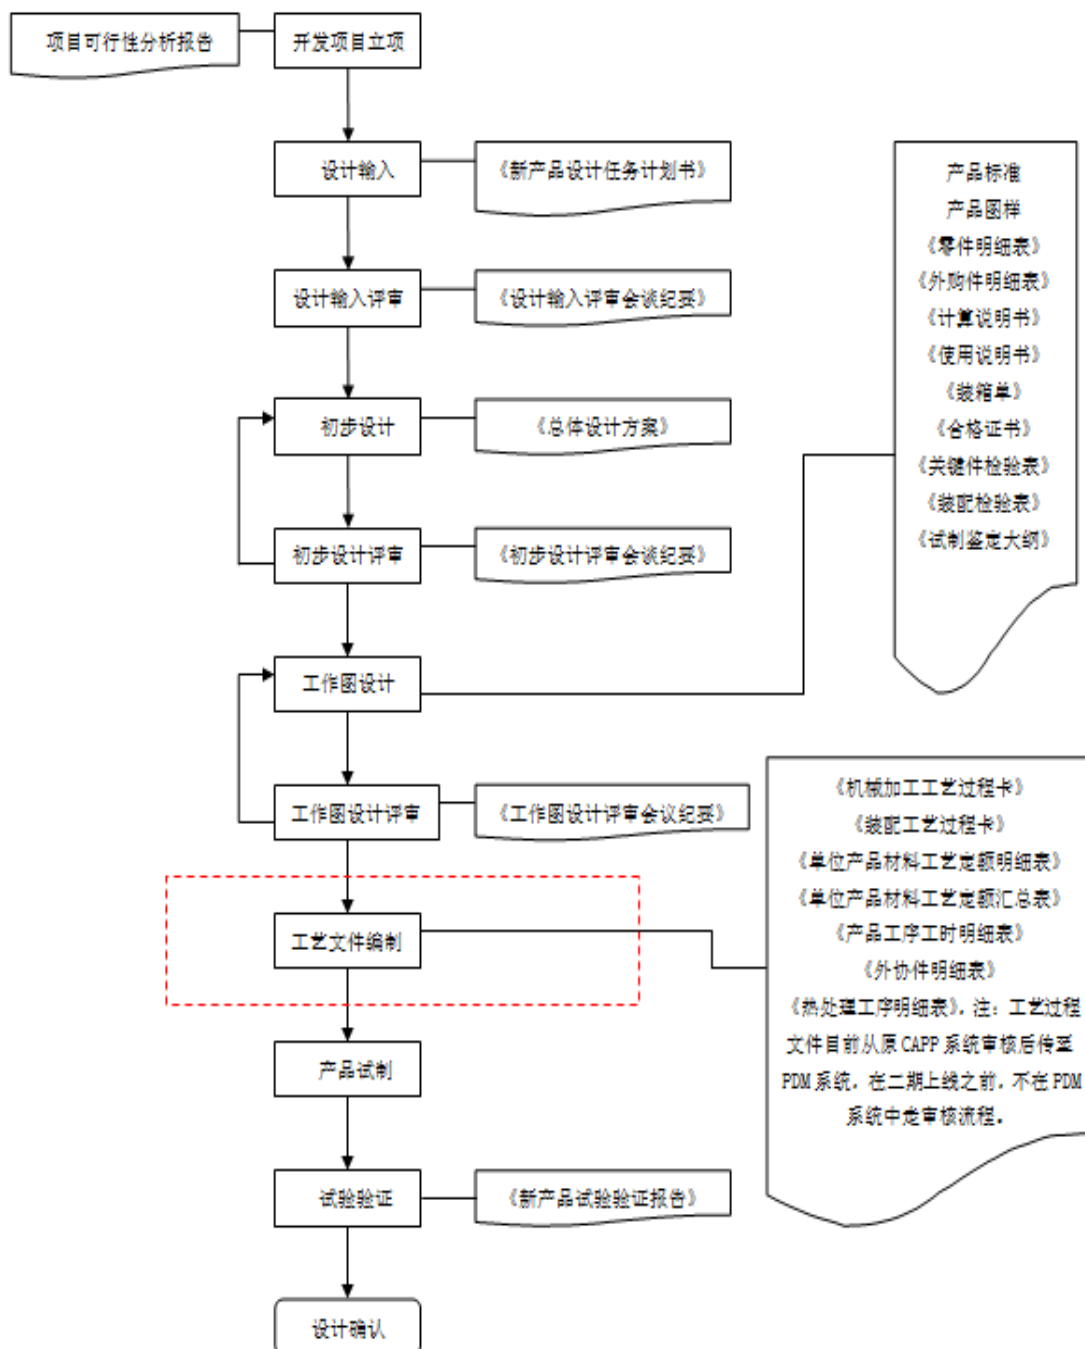 项目可行性分析报告
开发项目立项
设计输入
《新产品设计任务计划书》
设计输入评审
《设计输入评审会谈纪要》
初步设计
《总体设计方案》
初步设计评审
《初步设计评审会谈纪要》
产品标准
产品图样
《零件明细表》
《外购件明细表》
《计算说明书》
《使用说明书》
《装箱单》
《合格证书》
《关键件检验表》
《装配检验表》
《试制鉴定大纲》
工作图设计
工作图设计评审
《工作图设计评审会议纪要》
工艺文件编制
《机械加工工艺过程卡》
《装配工艺过程卡》
《单位产品材料工艺定额明细表》
《单位产品材料工艺定额汇总表》
《产品工序工时明细表》
《外协件明细表》
《热处理工序明细表》，注：工艺过程
文件目前从原 CAPP 系统审核后传至
PDM 系统，在二期上线之前，不在 PDM
系统中走审核流程。
产品试制
试验验证
《新产品试验验证报告》
设计确认